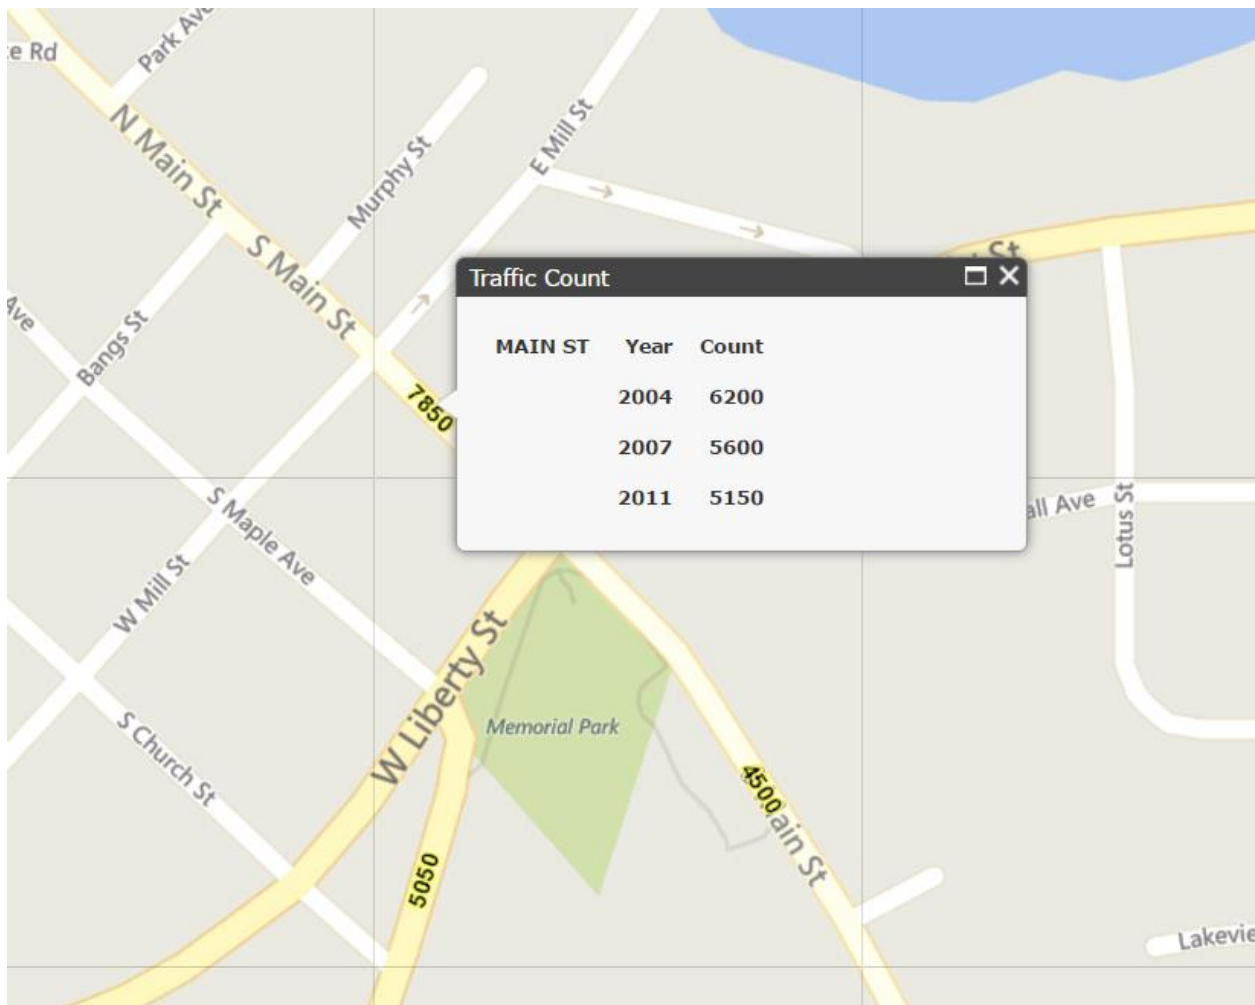 e Rd
Park Ave
N Main St
Murphy St
E Mill St
S Main St
St
Traffic Count
Ave
Bangs St
MAIN ST Year Count
7850
2004 6200
2007 5600
2011 5150
S Maple Ave
all Ave
Lotus St
W Mill St
W Liberty St
Memorial Park
S Church St
4500
ain St
5050
Lakevie